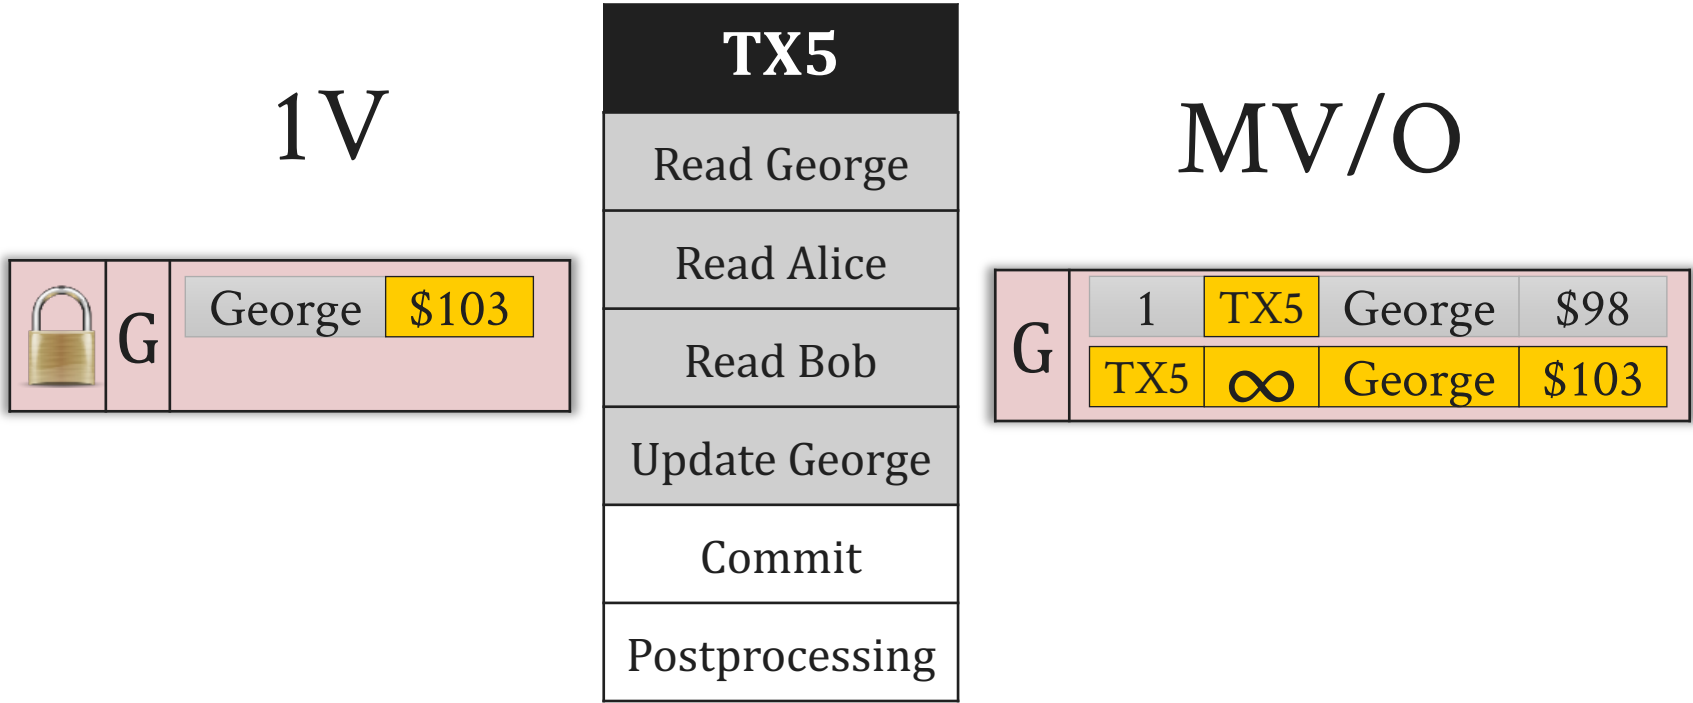 1V
G
George $103
TX5
Read George
Read Alice
Read Bob
Update George
Commit
Postprocessing
MV/O
G
1 TX5 George $98
TX5 ∞ George $103